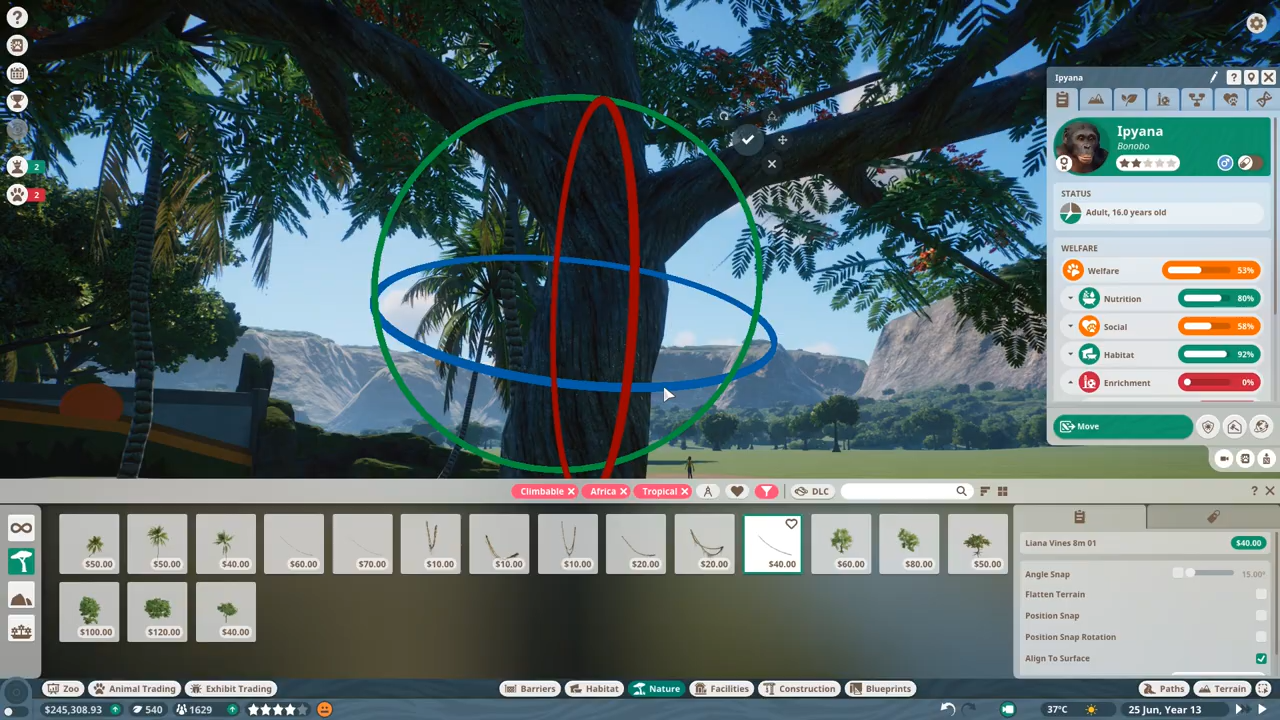 ?
2
2
Ipyana
?
Ipyana
Bonobo
STATUS
Adult, 16.0 years old
WELFARE
Welfare 53%
Nutrition 80%
Social 58%
Habitat 92%
Enrichment 0%
Move
Climbable ✕ Africa ✕ Tropical ✕ DLC ?
$50.00 $50.00 $40.00 $60.00 $70.00 $10.00 $10.00 $10.00 $20.00 $20.00 $40.00 $60.00 $80.00 $50.00
$100.00 $120.00 $40.00
Liana Vines 8m 01 $40.00
Angle Snap 15.00°
Flatten Terrain
Position Snap
Position Snap Rotation
Align To Surface
Zoo Animal Trading Exhibit Trading Barriers Habitat Nature Facilities Construction Blueprints Paths Terrain
$245,308.93 540 1629 37°C 25 Jun, Year 13